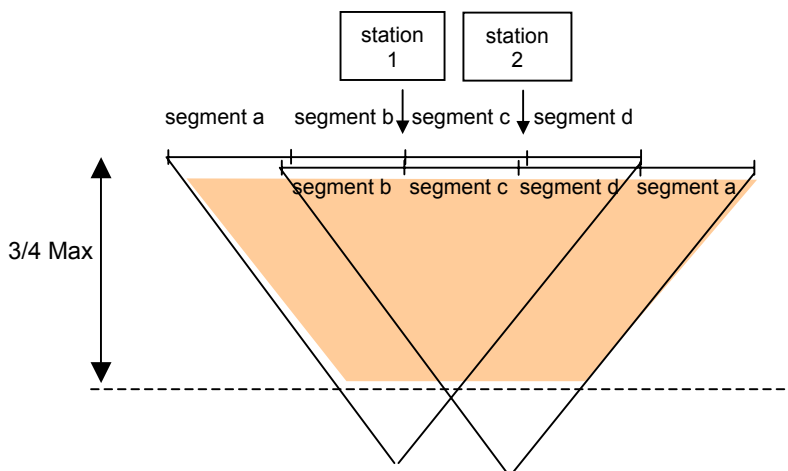 station
1
station
2
segment a segment b segment c segment d
segment b segment c segment d segment a
3/4 Max